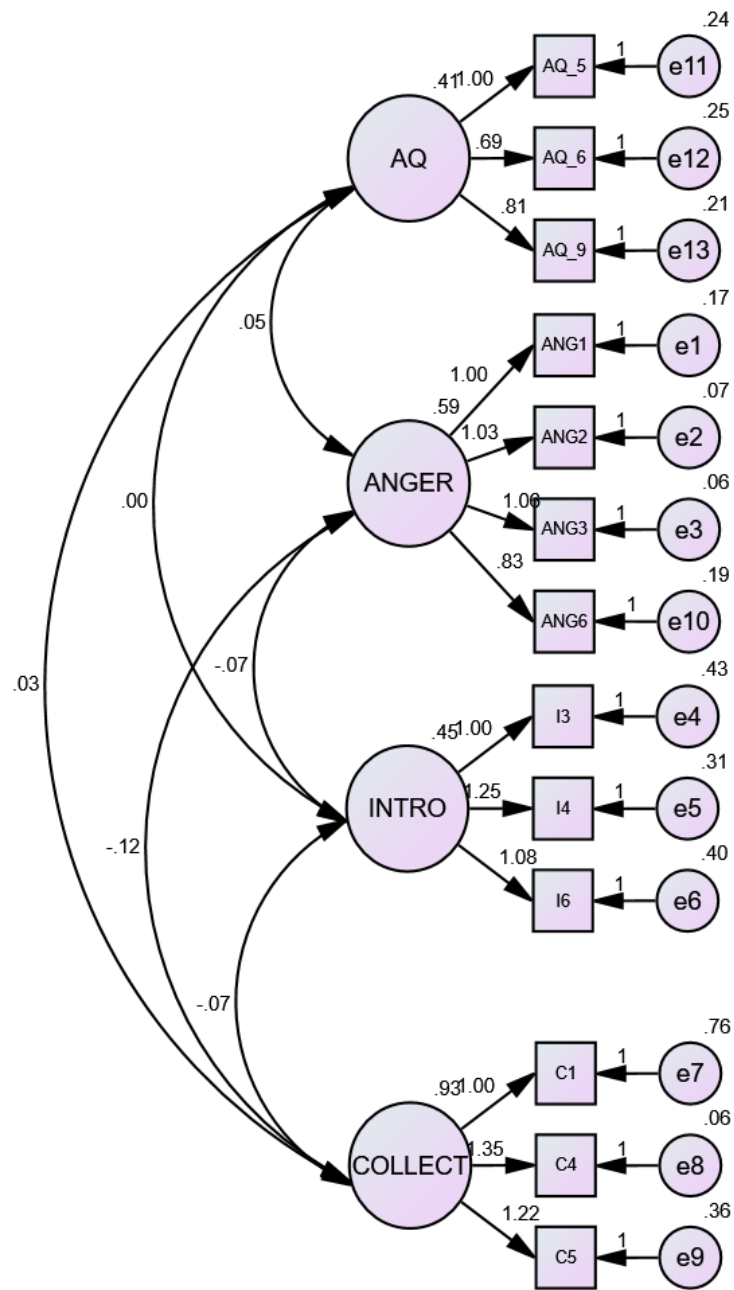 .24
.41 1.00 AQ_5 1 e11
.25
AQ .69 AQ_6 1 e12
.21
.81 AQ_9 1 e13
.17
.05 ANG1 1 e1
1.00
.07
.59
1.03 ANG2 1 e2
.06
ANGER
.00 ANG3 1 e3
.19
.83 ANG6 1 e10
-.07
.43
.03 .45 1.00 I3 1 e4
.31
INTRO 1.25 I4 1 e5
-.12 .40
1.08 I6 1 e6
-.07
.76
.93 1.00 C1 1 e7
.06
COLLECT 1.35 C4 1 e8
.36
1.22 C5 1 e9